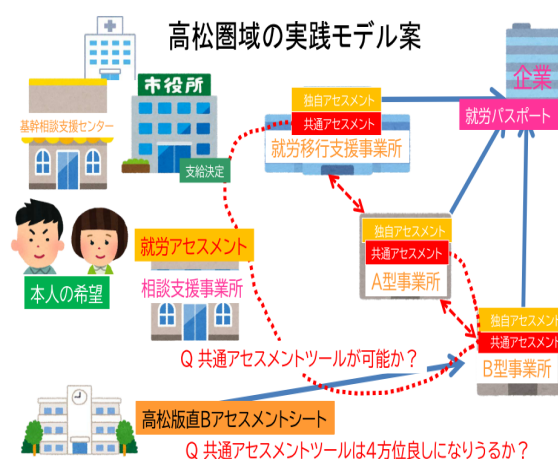 高松圏域の実践モデル案
企業
就労パスポート
市役所
基幹相談支援センター
支給決定
独自アセスメント
共通アセスメント
就労移行支援事業所
就労アセスメント
本人の希望
相談支援事業所
独自アセスメント
共通アセスメント
A型事業所
独自アセスメント
共通アセスメント
B型事業所
Q 共通アセスメントツールが可能か？
高松版直Bアセスメントシート
Q 共通アセスメントツールは4方位良しになりうるか？